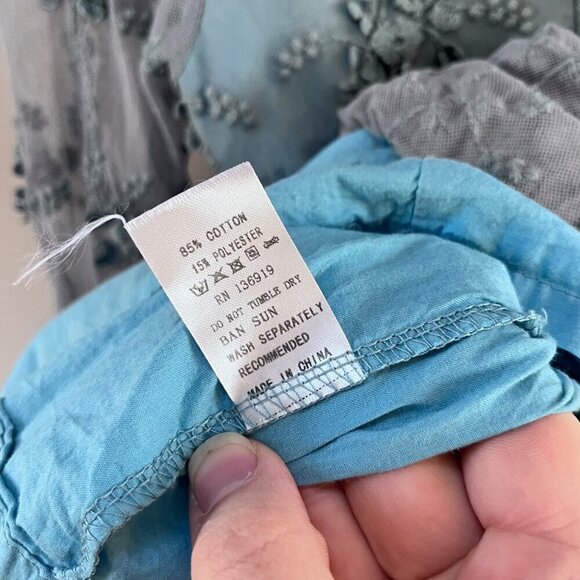 85% COTTON
15% POLYESTER
RN 136919
DO NOT TUMBLE DRY
BAN SUN
WASH SEPARATELY
RECOMMENDED
MADE IN CHINA